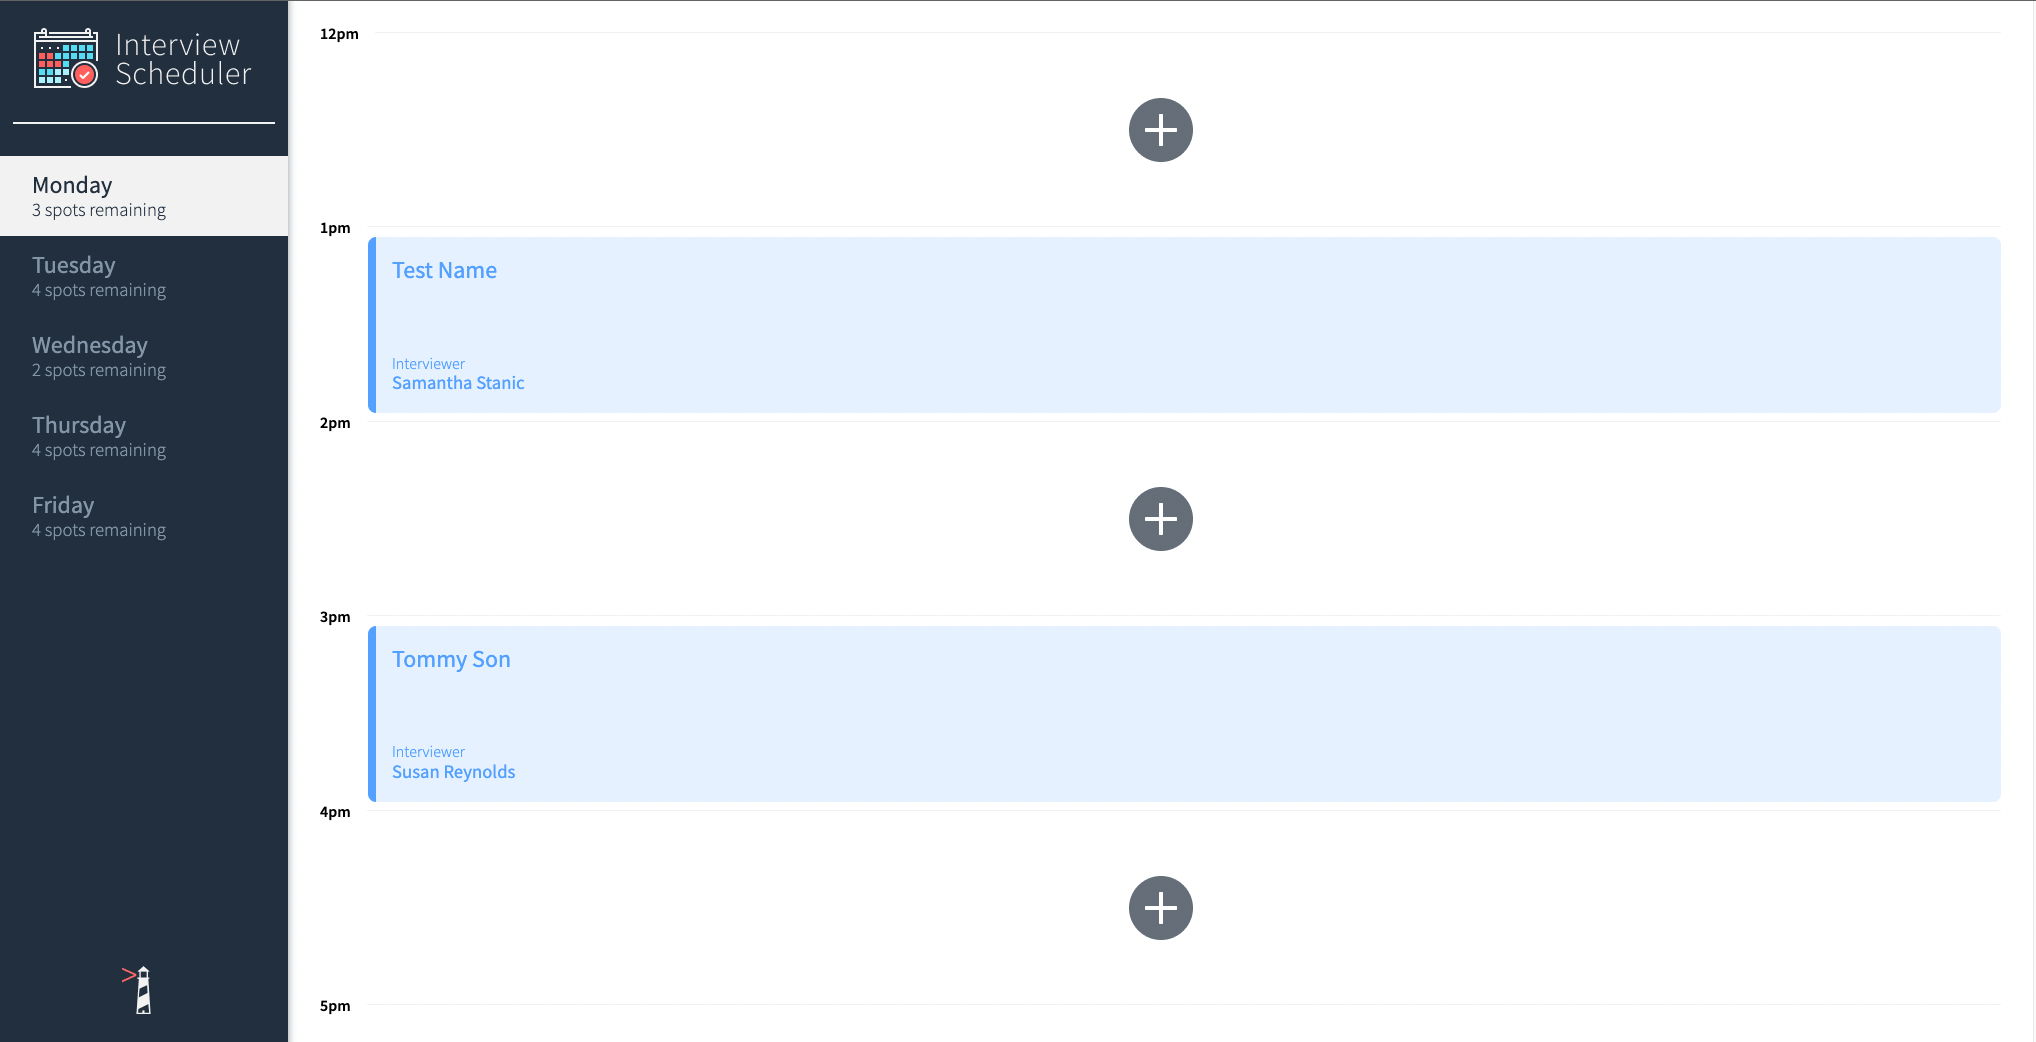 Interview
Scheduler
Monday
3 spots remaining
Tuesday
4 spots remaining
Wednesday
2 spots remaining
Thursday
4 spots remaining
Friday
4 spots remaining
12pm
1pm
Test Name
Interviewer
Samantha Stanic
2pm
3pm
Tommy Son
Interviewer
Susan Reynolds
4pm
5pm